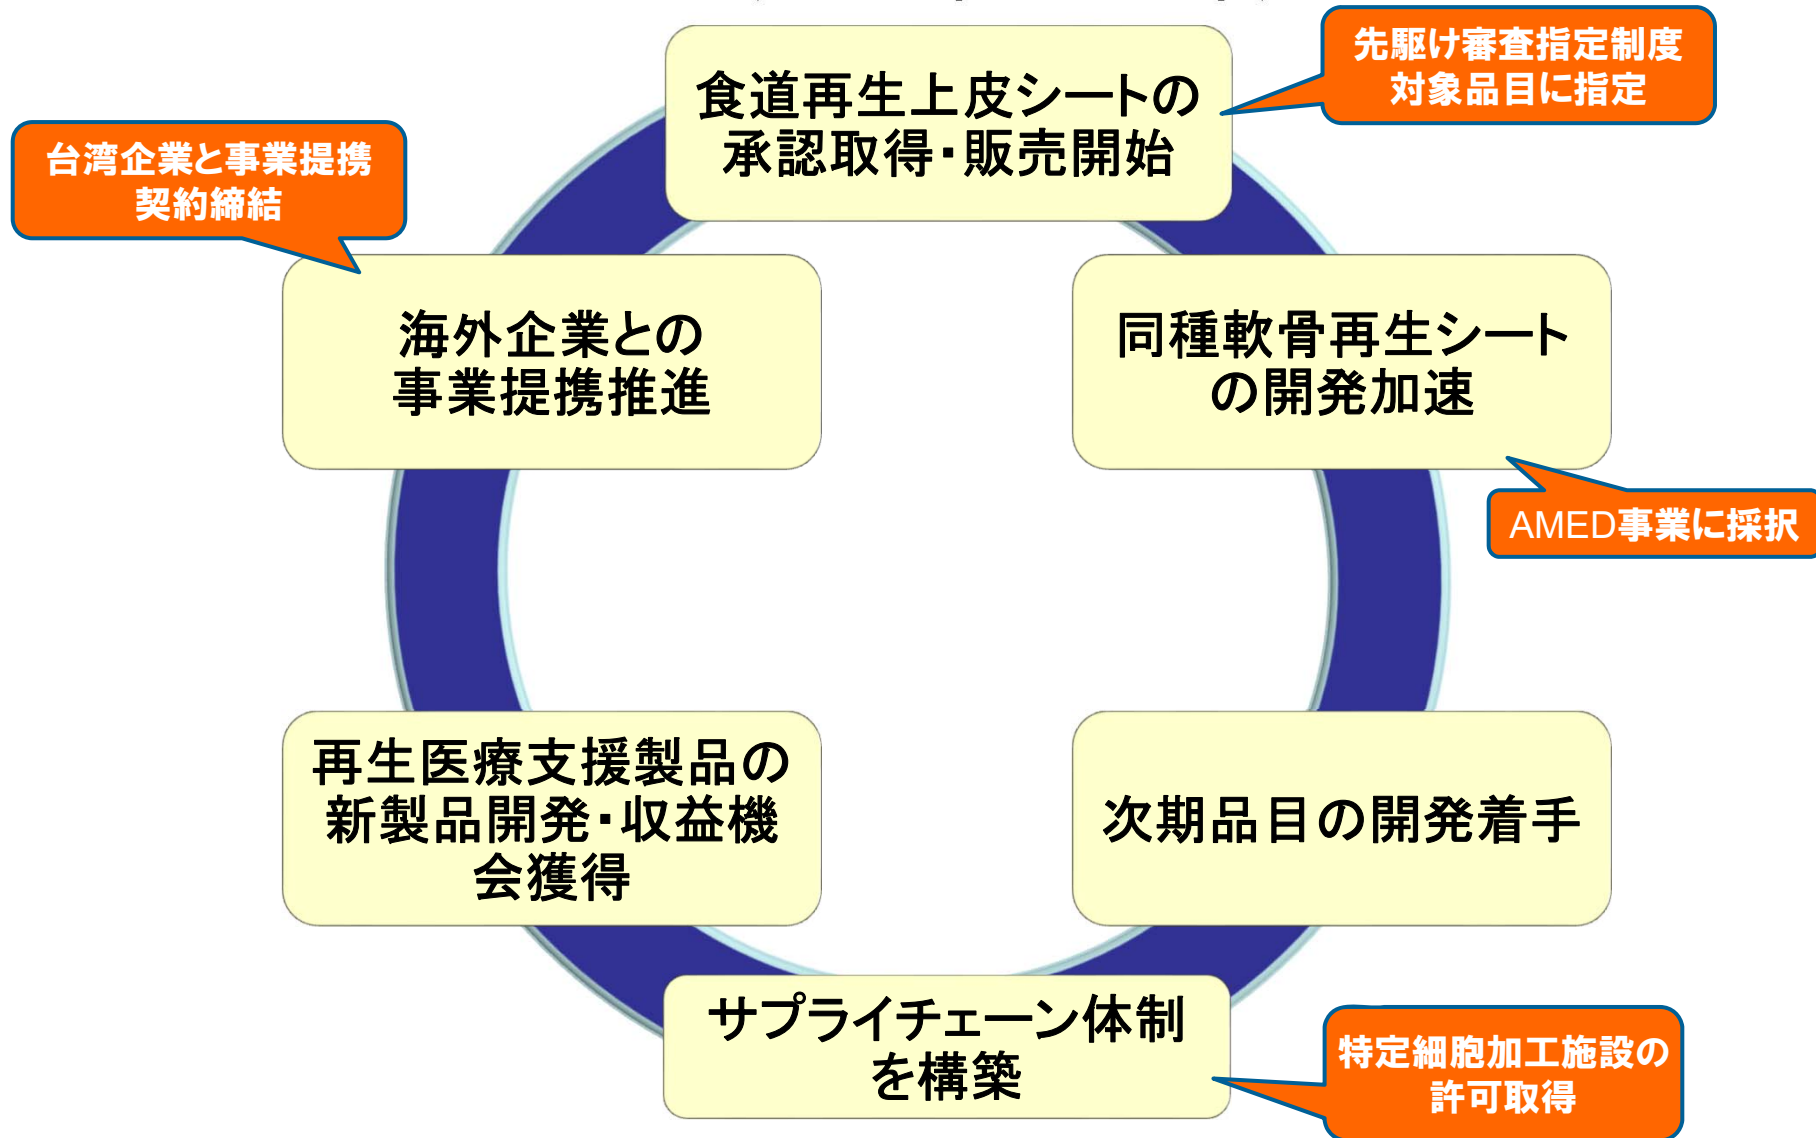 先駆け審査指定制度
対象品目に指定
食道再生上皮シートの
承認取得・販売開始
台湾企業と事業提携
契約締結
海外企業との
事業提携推進
同種軟骨再生シート
の開発加速
AMED事業に採択
再生医療支援製品の
新製品開発・収益機
会獲得
次期品目の開発着手
サプライチェーン体制
を構築
特定細胞加工施設の
許可取得